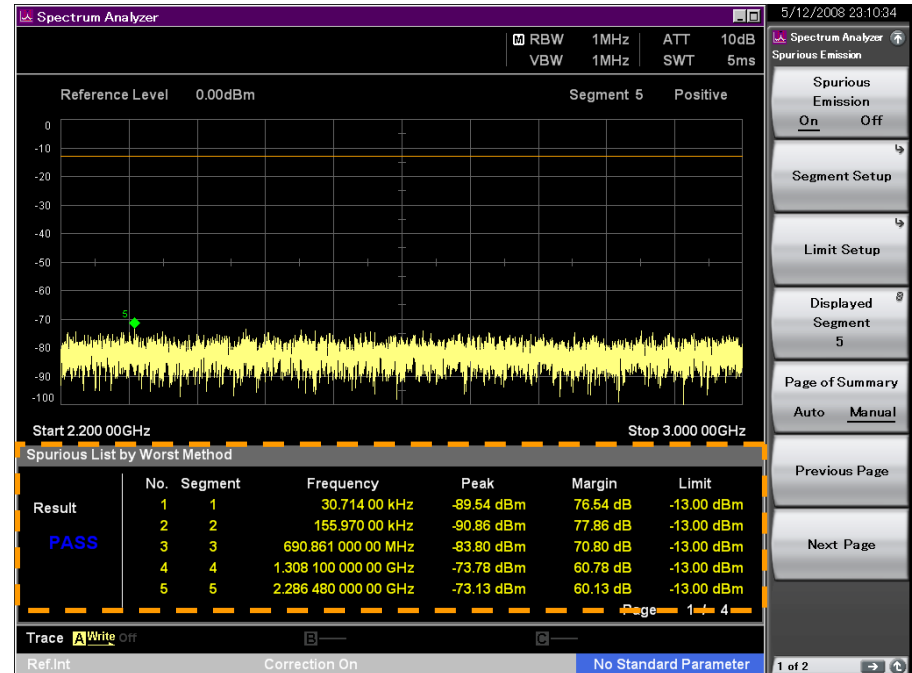 Spectrum Analyzer
5/12/2008 23:10:34
M RBW 1MHz ATT 10dB
VBW 1MHz SWT 5ms
Reference Level 0.00dBm Segment 5 Positive
0
-10
-20
-30
-40
-50
-60
-70
-80
-90
-100
5
Start 2.200 00GHz Stop 3.000 00GHz
Spurious List by Worst Method
No. Segment Frequency Peak Margin Limit
Result
PASS
1 1 30.714 00 kHz -89.54 dBm 76.54 dB -13.00 dBm
2 2 155.970 00 kHz -90.86 dBm 77.86 dB -13.00 dBm
3 3 690.861 000 00 MHz -83.80 dBm 70.80 dB -13.00 dBm
4 4 1.308 100 000 00 GHz -73.78 dBm 60.78 dB -13.00 dBm
5 5 2.286 480 000 00 GHz -73.13 dBm 60.13 dB -13.00 dBm
Page 1 / 4
Trace A Write Off B C
Ref.Int Correction On No Standard Parameter
Spectrum Analyzer
Spurious Emission
Spurious
Emission
On Off
Segment Setup
Limit Setup
Displayed
Segment
5
Page of Summary
Auto Manual
Previous Page
Next Page
1 of 2